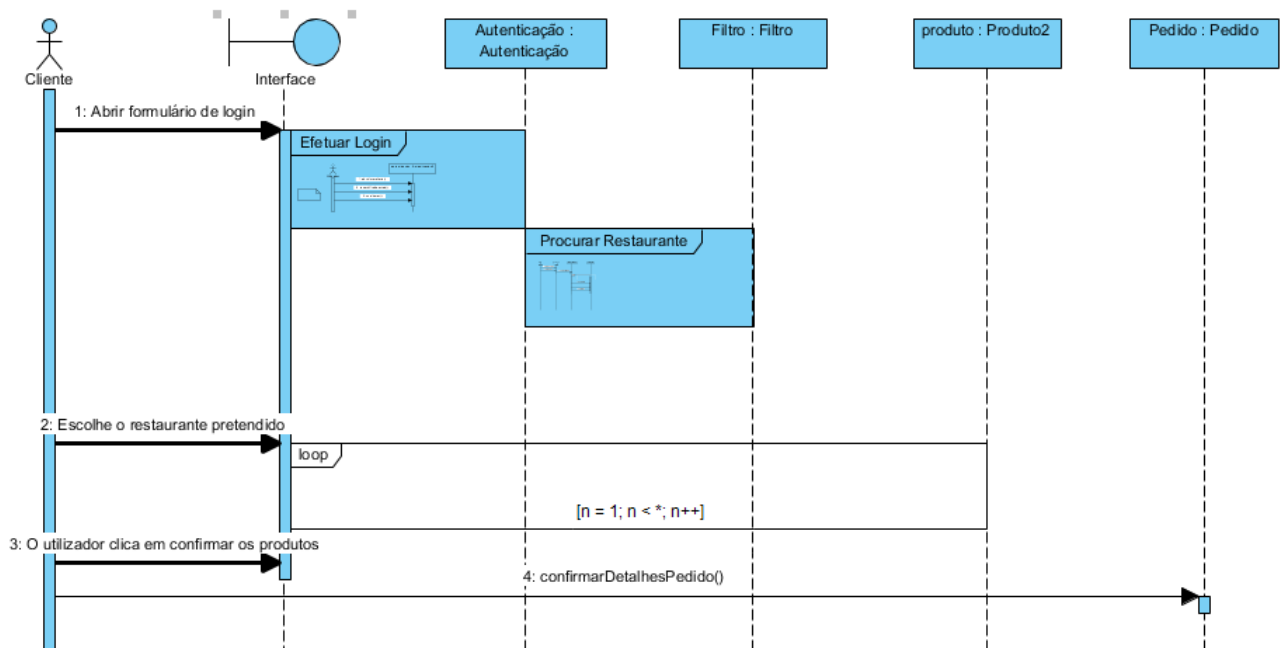 Autenticação :
Autenticação
Filtro : Filtro
produto : Produto2
Pedido : Pedido
Cliente
Interface
1: Abrir formulário de login
Efetuar Login
Procurar Restaurante
2: Escolhe o restaurante pretendido
loop
[n = 1; n < *; n++]
3: O utilizador clica em confirmar os produtos
4: confirmarDetalhesPedido()